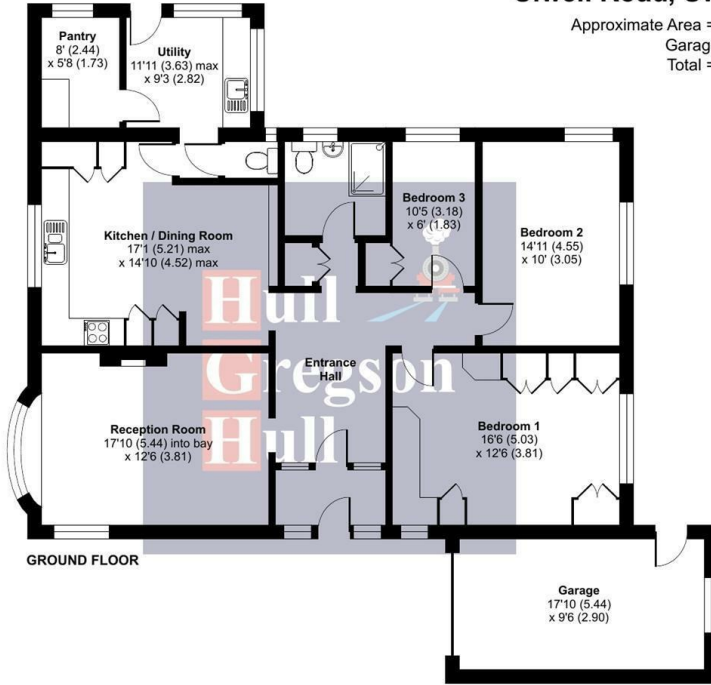 Approximate Area =
Garag
Total =
Pantry
8' (2.44)
x 5'8 (1.73)
Utility
11'11 (3.63) max
x 9'3 (2.82)
Kitchen / Dining Room
17'1 (5.21) max
x 14'10 (4.52) max
Bedroom 3
10'5 (3.18)
x 6' (1.83)
Bedroom 2
14'11 (4.55)
x 10' (3.05)
Hull
Gregson
Hull
Entrance
Hall
Reception Room
17'10 (5.44) into bay
x 12'6 (3.81)
Bedroom 1
16'6 (5.03)
x 12'6 (3.81)
GROUND FLOOR
Garage
17'10 (5.44)
x 9'6 (2.90)